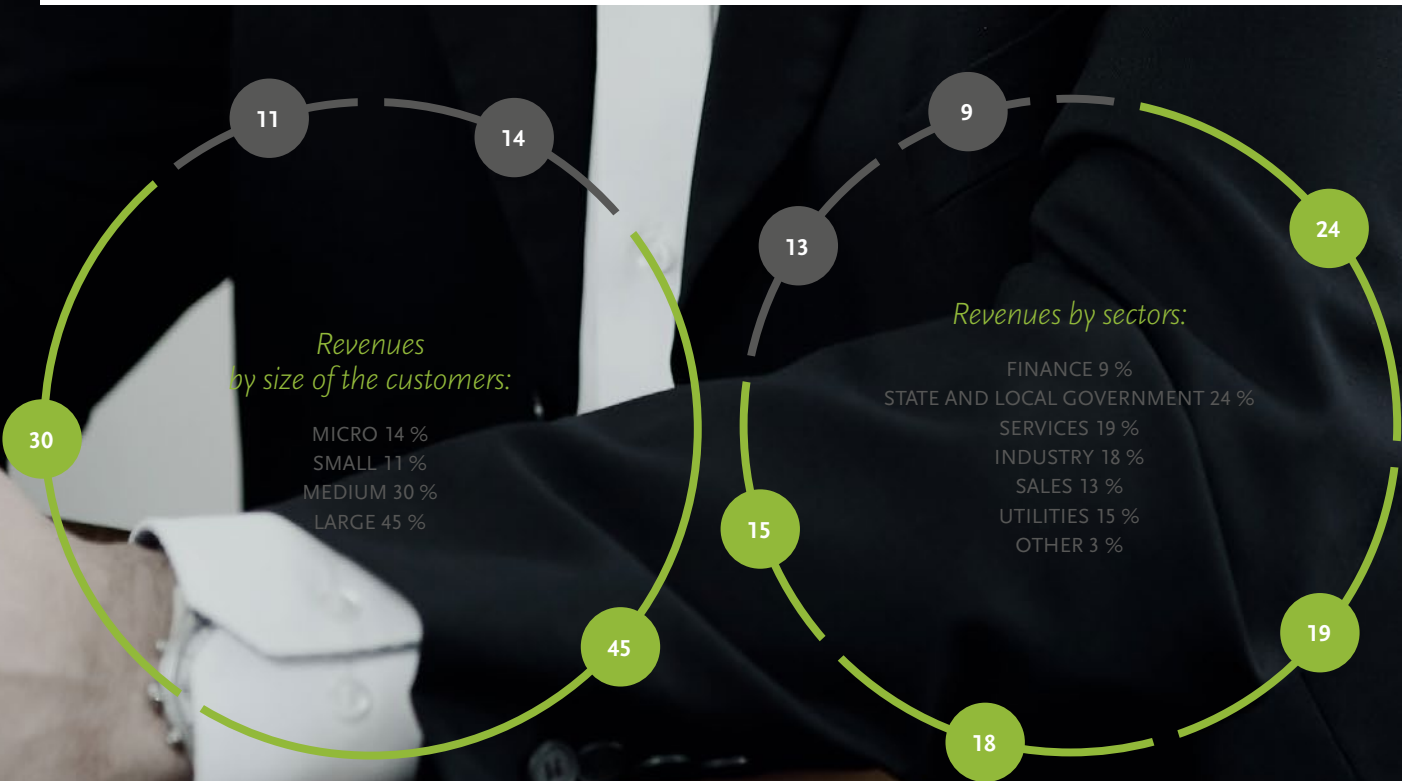 11
14
30
45
Revenues
by size of the customers:
MICRO 14 %
SMALL 11 %
MEDIUM 30 %
LARGE 45 %
9
24
13
15
19
18
Revenues by sectors:
FINANCE 9 %
STATE AND LOCAL GOVERNMENT 24 %
SERVICES 19 %
INDUSTRY 18 %
SALES 13 %
UTILITIES 15 %
OTHER 3 %